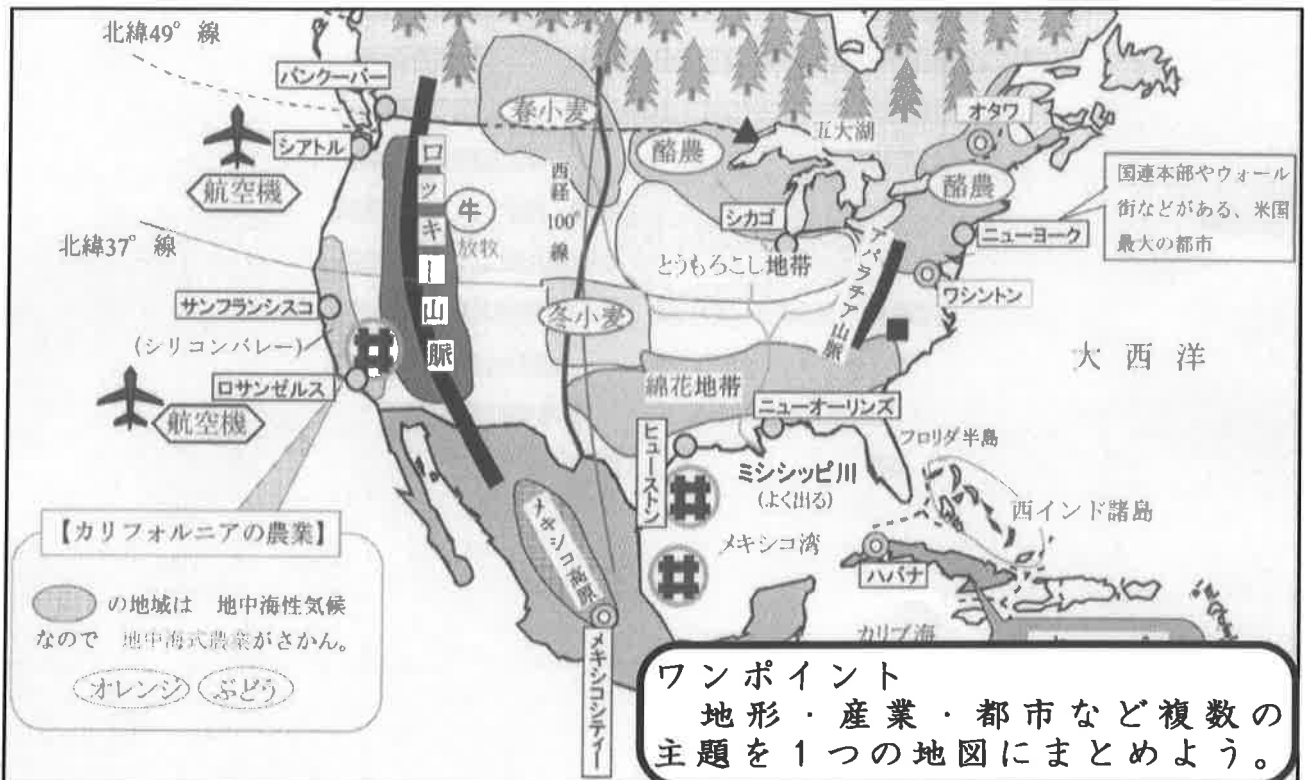 北緯49°線
バンクーバー
シアトル
航空機
北緯37°線
サンフランシスコ
(シリコンバレー)
ロサンゼルス
航空機
ロッキー山脈
牛
放牧
春小麦
西経100°線
冬小麦
酪農
五大湖
オタワ
酪農
シカゴ
とうもろこし地帯
アパラチア山脈
ニューヨーク
ワシントン
国連本部やウォール
街などがある、米国
最大の都市
大西洋
綿花地帯
ニューオーリンズ
ヒューストン
ミシシッピ川
(よく出る)
フロリダ半島
西インド諸島
メキシコ湾
ハバナ
カリブ海
メキシコ高原
メキシコシティー
【カリフォルニアの農業】
の地域は 地中海性気候
なので 地中海式農業がさかん。
オレンジ ぶどう
ワンポイント
地形・産業・都市など複数の
主題を1つの地図にまとめよう。